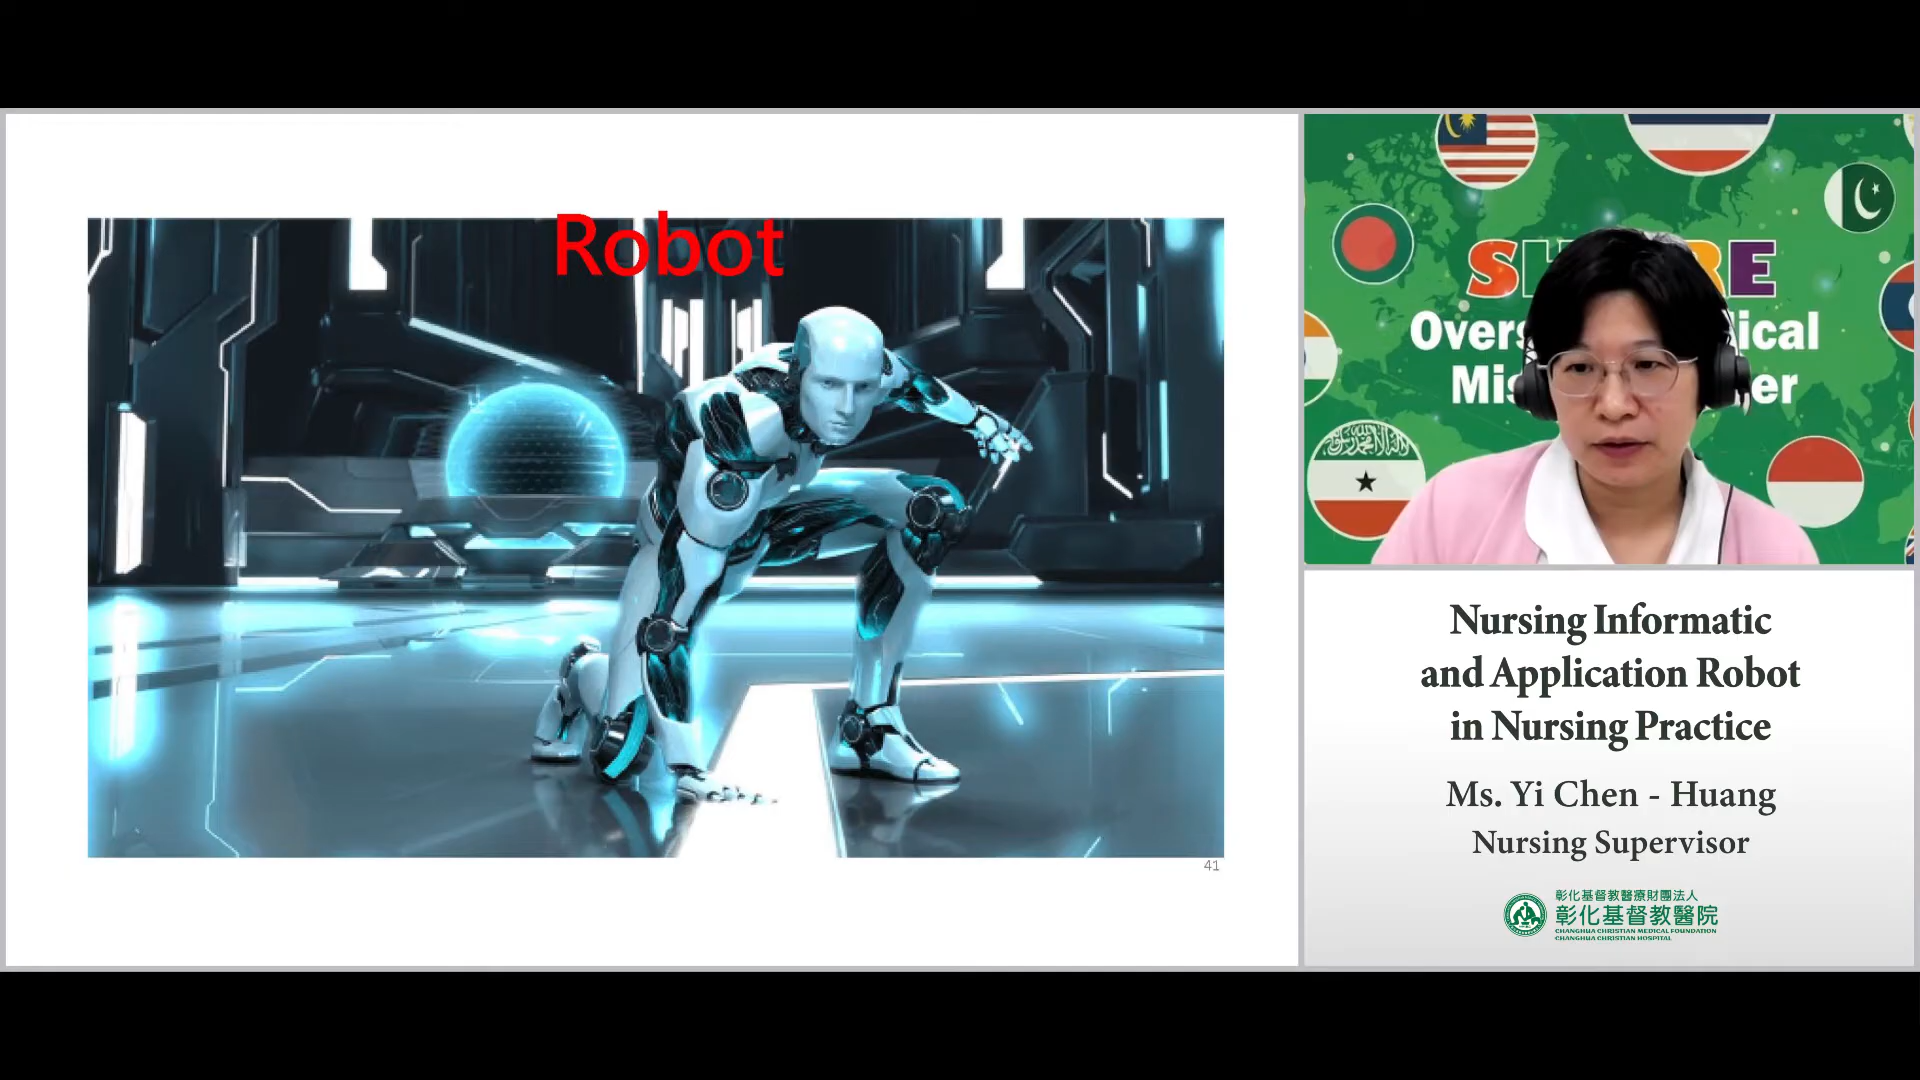 Robot
41
SH RE
Overs ical
Mis er
Nursing Informatic
and Application Robot
in Nursing Practice
Ms. Yi Chen - Huang
Nursing Supervisor
彰化基督教醫療財團法人
彰化基督教醫院
CHANGHUA CHRISTIAN MEDICAL FOUNDATION
CHANGHUA CHRISTIAN HOSPITAL